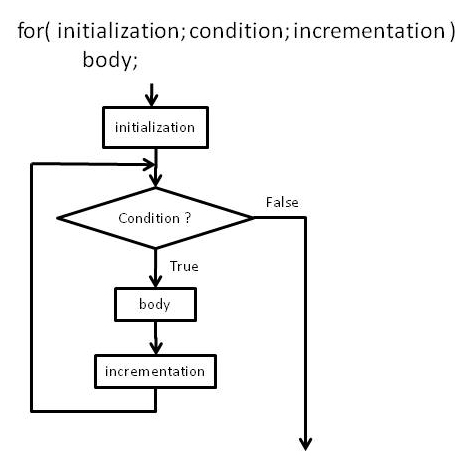 for( initialization; condition; incrementation )
body;
initialization
Condition ?
False
True
body
incrementation